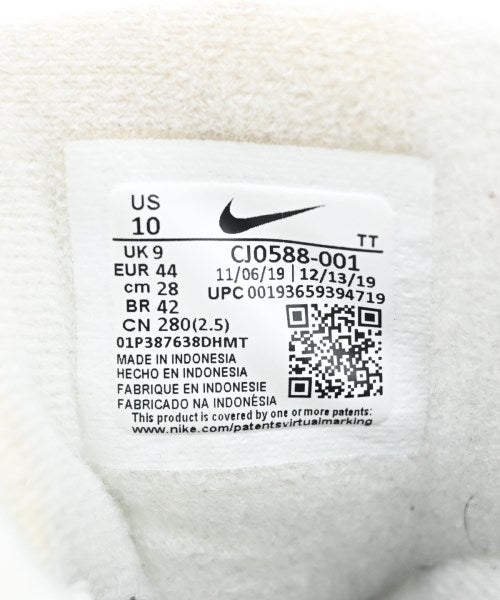 US
10
TT
UK 9
EUR 44
cm 28
BR 42
CN 280(2.5)
CJ0588-001
11/06/19 | 12/13/19
UPC 00193659394719
01P387638DHMT
MADE IN INDONESIA
HECHO EN INDONESIA
FABRIQUE EN INDONESIE
FABRICADO NA INDONÉSIA
This product is covered by one or more patents:
www.nike.com/patentsvirtualmarking